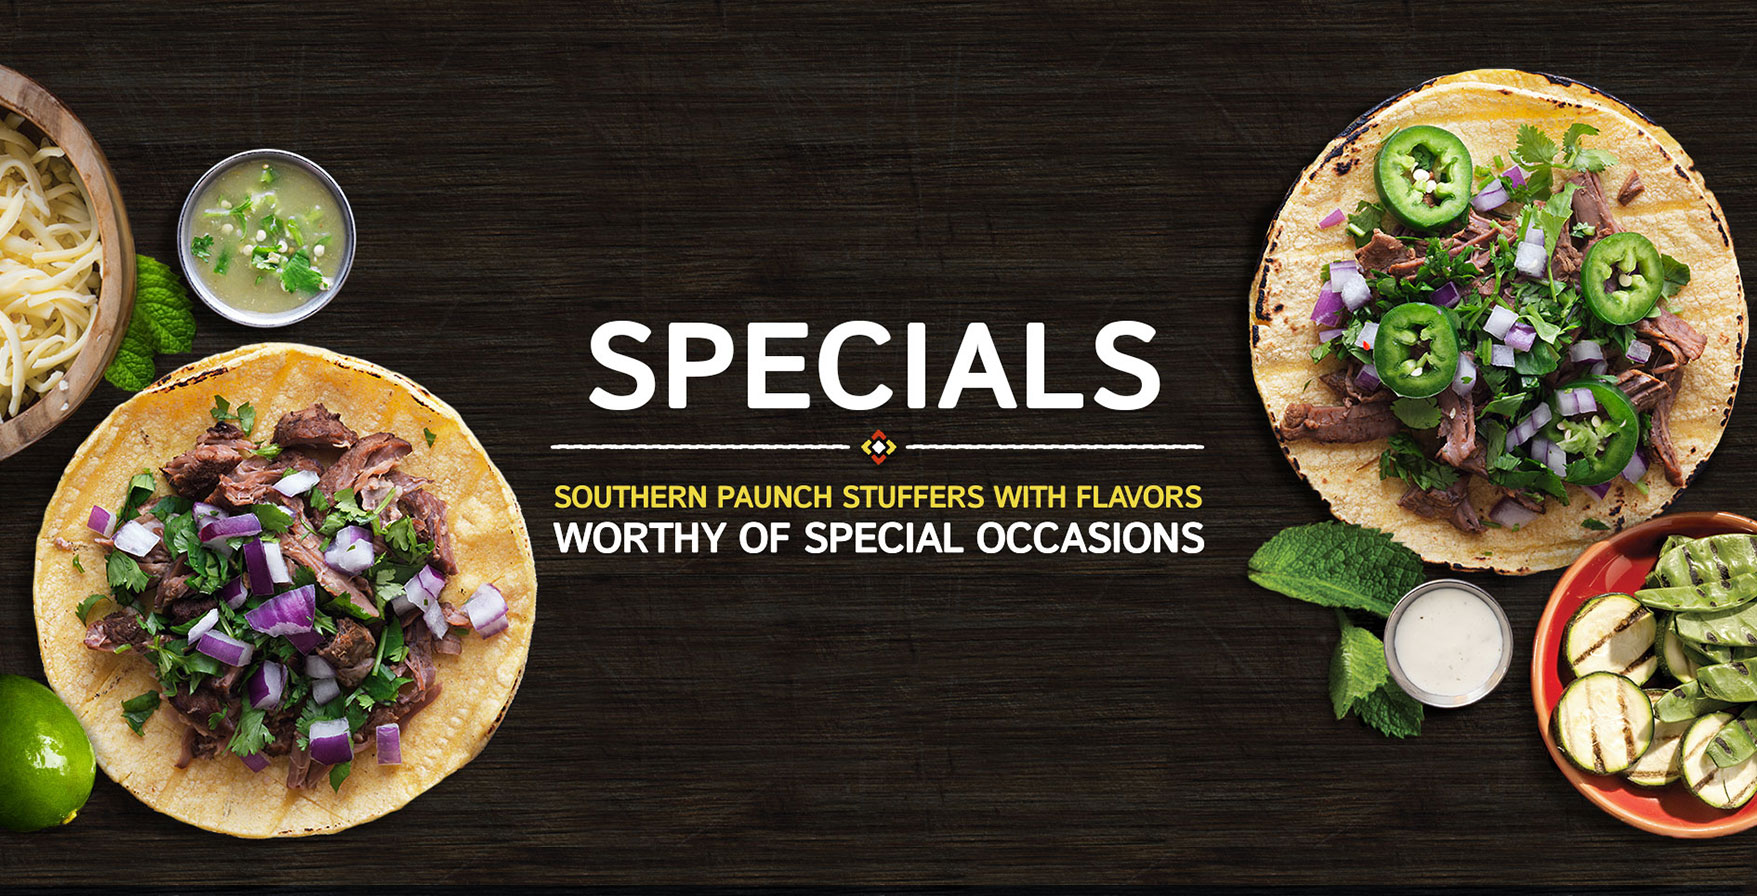 SPECIALS
SOUTHERN PAUNCH STUFFERS WITH FLAVORS
WORTHY OF SPECIAL OCCASIONS